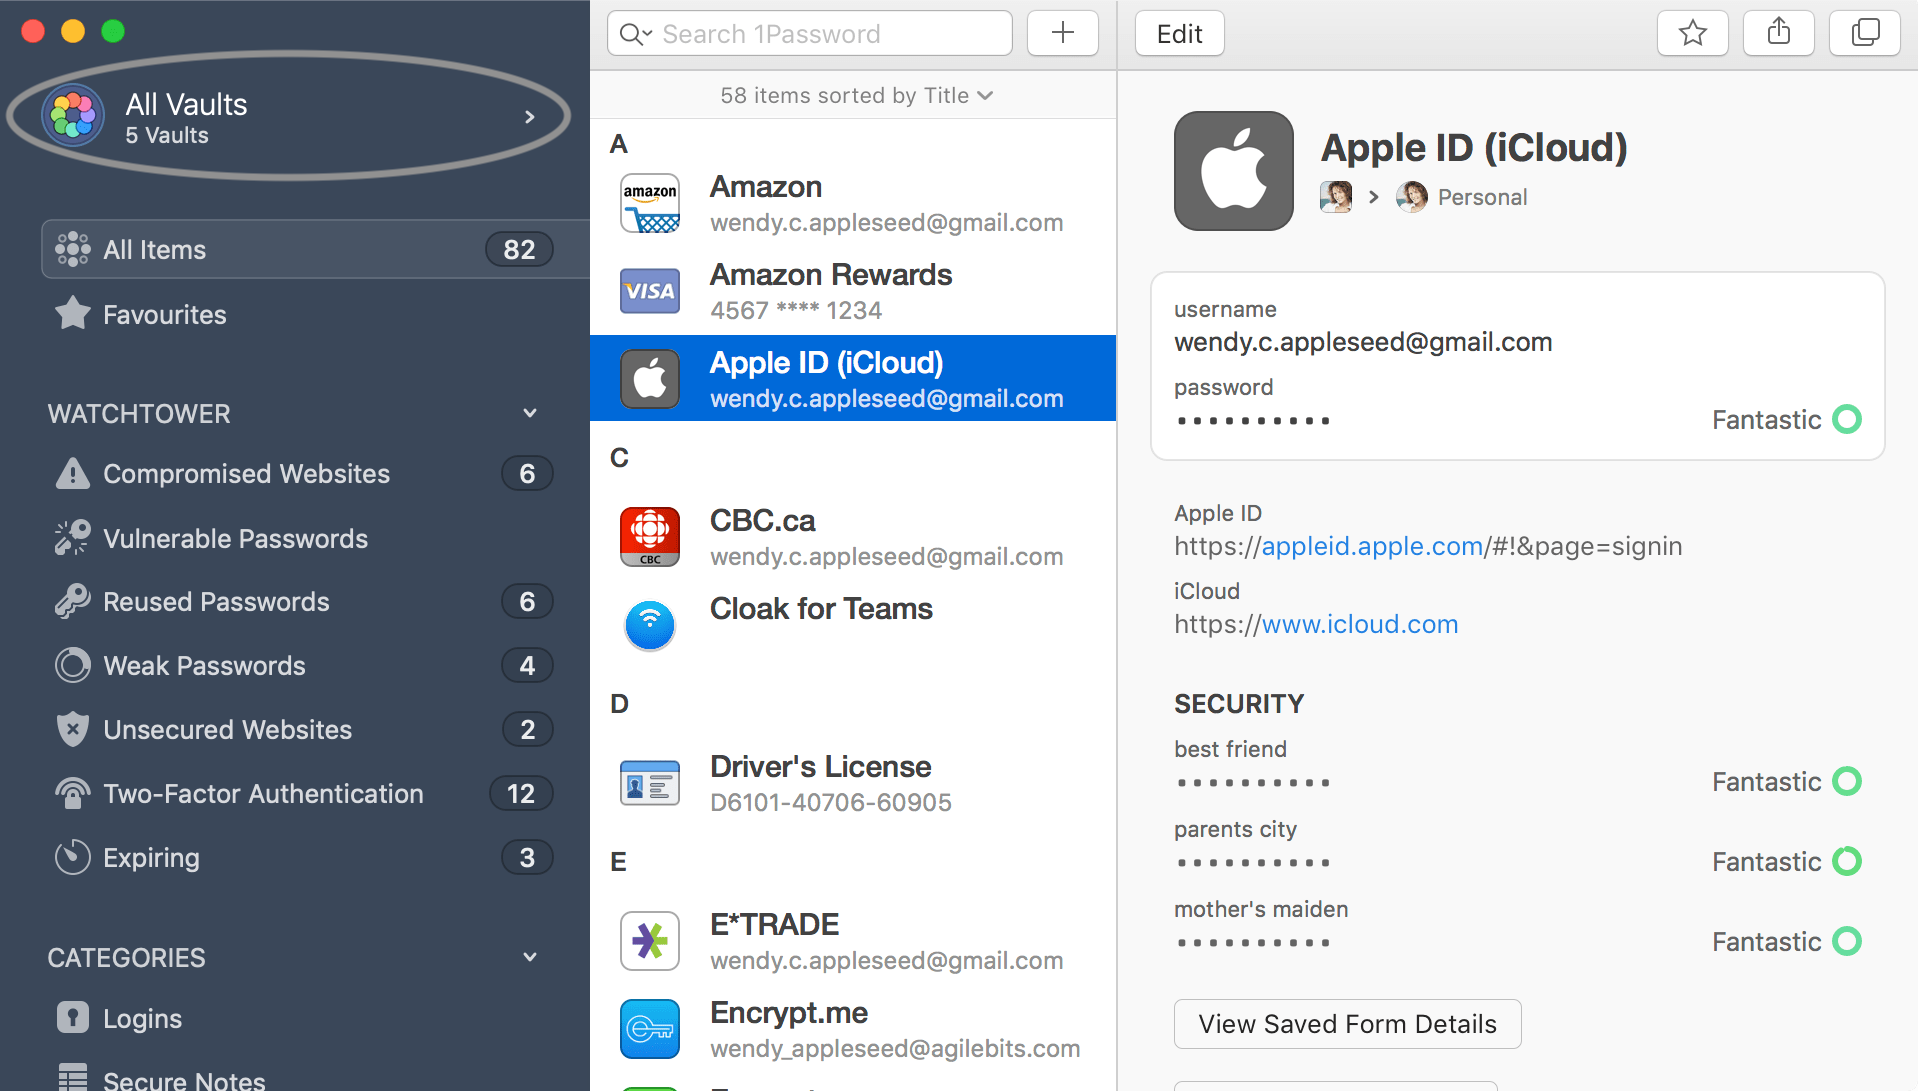 All Vaults
5 Vaults
All Items 82
Favourites
WATCHTOWER
Compromised Websites 6
Vulnerable Passwords
Reused Passwords 6
Weak Passwords 4
Unsecured Websites 2
Two-Factor Authentication 12
Expiring 3
CATEGORIES
Logins
Secure Notes
Search 1Password
58 items sorted by Title
A
amazon
Amazon
wendy.c.appleseed@gmail.com
VISA
Amazon Rewards
4567 **** 1234
Apple ID (iCloud)
wendy.c.appleseed@gmail.com
C
CBC
CBC.ca
wendy.c.appleseed@gmail.com
Cloak for Teams
D
Driver's License
D6101-40706-60905
E
E*TRADE
wendy.c.appleseed@gmail.com
Encrypt.me
wendy_appleseed@agilebits.com
Edit
Apple ID (iCloud)
Personal
username
wendy.c.appleseed@gmail.com
password
•••••••••• Fantastic
Apple ID
https://appleid.apple.com/#!&page=signin
iCloud
https://www.icloud.com
SECURITY
best friend
•••••••••• Fantastic
parents city
•••••••••• Fantastic
mother's maiden
•••••••••• Fantastic
View Saved Form Details